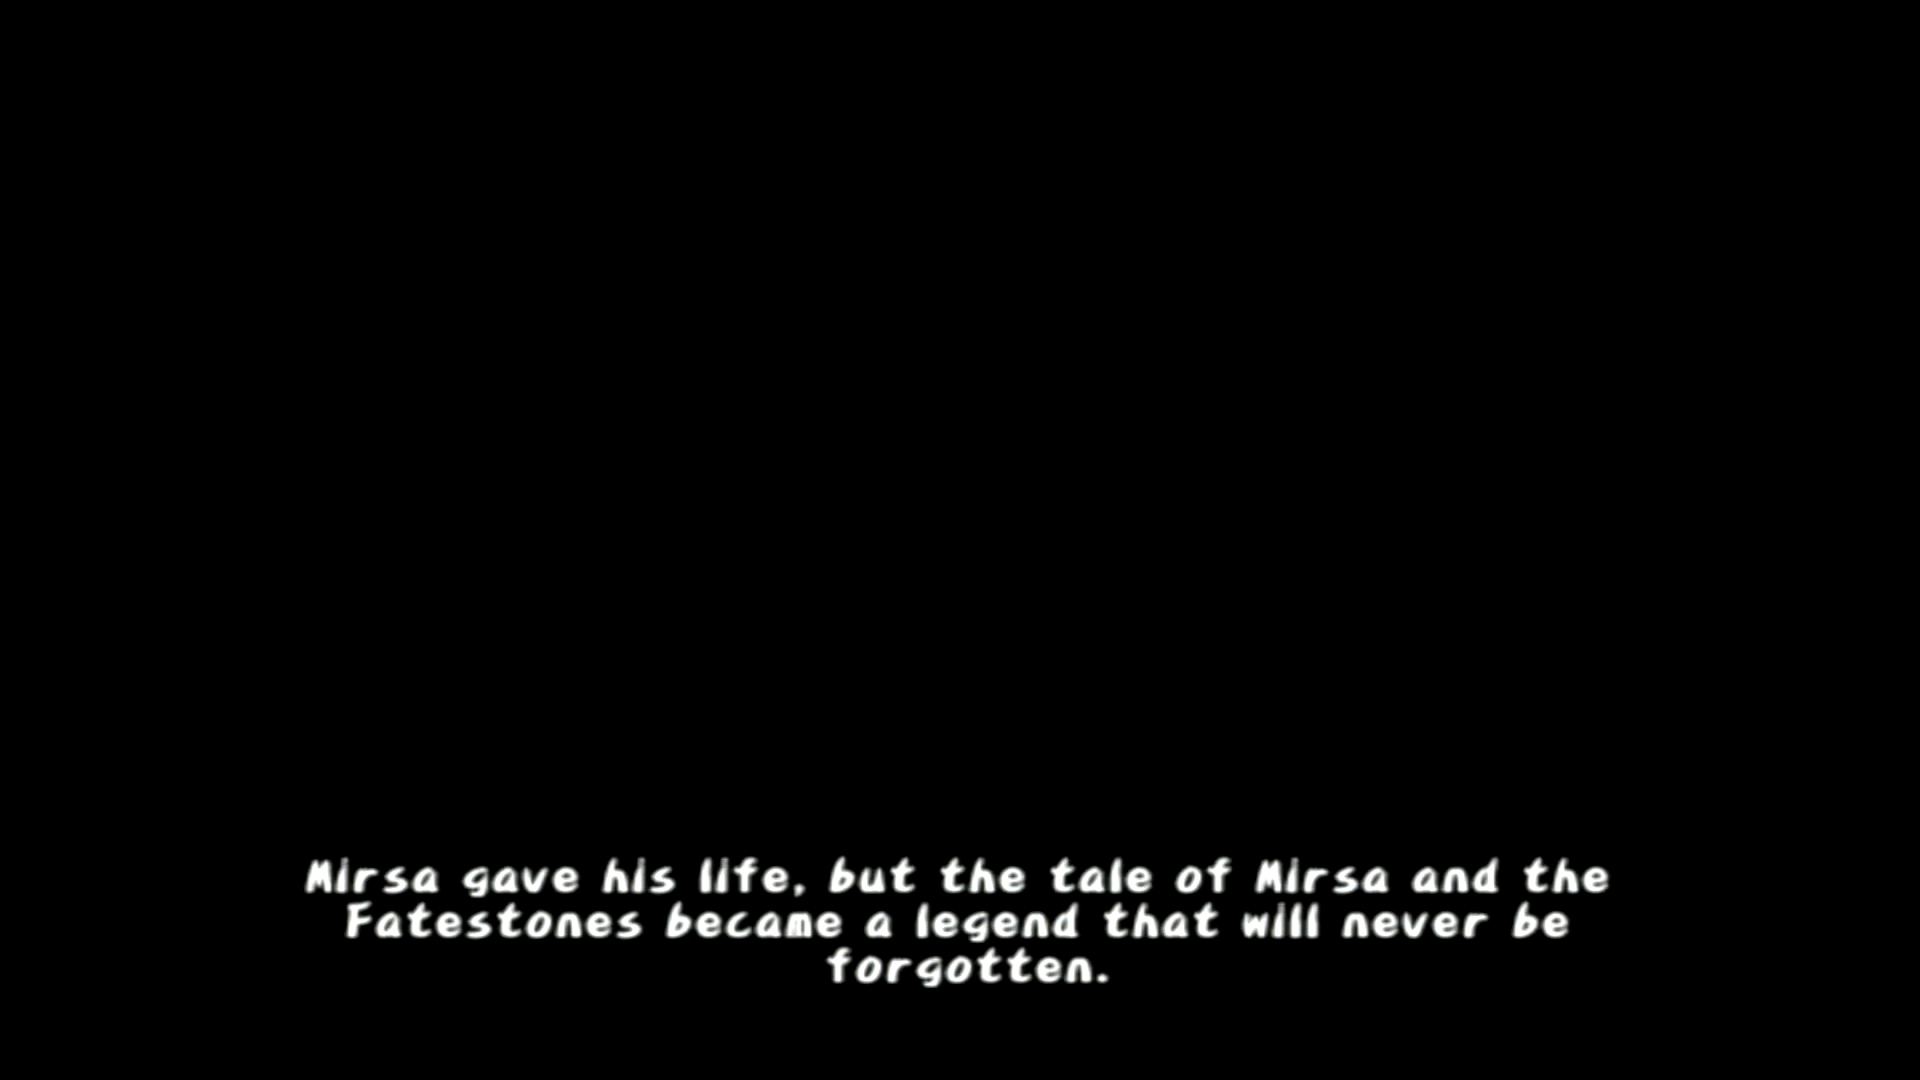 Mirsa gave his life, but the tale of Mirsa and the
Fatestones became a legend that will never be
forgotten.